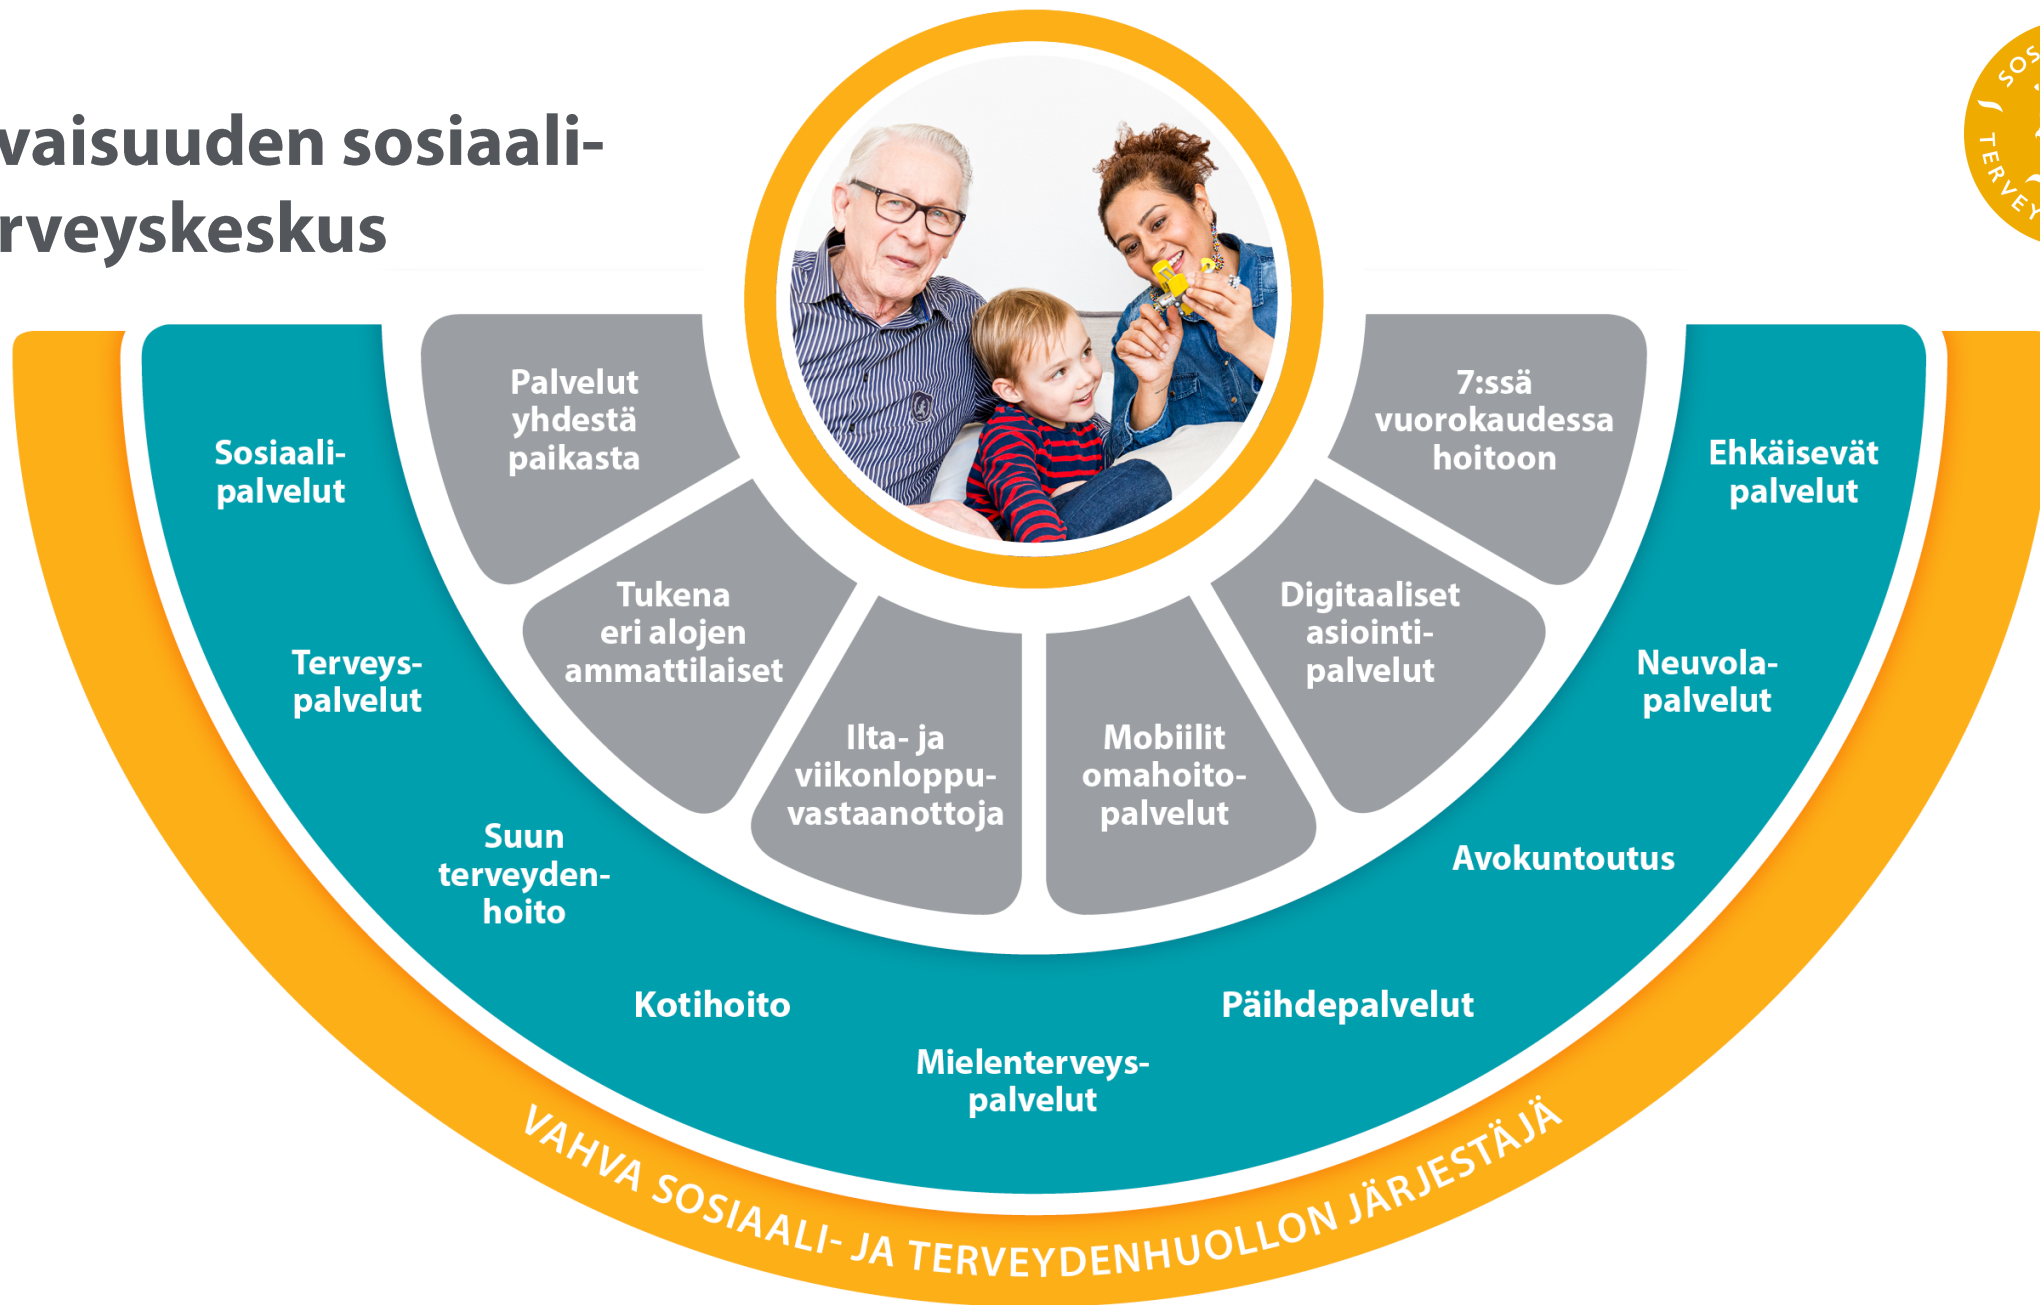 vaisuuden sosiaali-
rveyskeskus
SOS
TERVEY
Palvelut
yhdestä
paikasta
Tukena
eri alojen
ammattilaiset
Ilta- ja
viikonloppu-
vastaanottoja
Mobiilit
omahoito-
palvelut
Digitaaliset
asiointi-
palvelut
7:ssä
vuorokaudessa
hoitoon
Sosiaali-
palvelut
Terveys-
palvelut
Suun
terveyden-
hoito
Kotihoito
Mielenterveys-
palvelut
Päihdepalvelut
Avokuntoutus
Neuvola-
palvelut
Ehkäisevät
palvelut
VAHVA SOSIAALI- JA TERVEYDENHUOLLON JÄRJESTÄJÄ